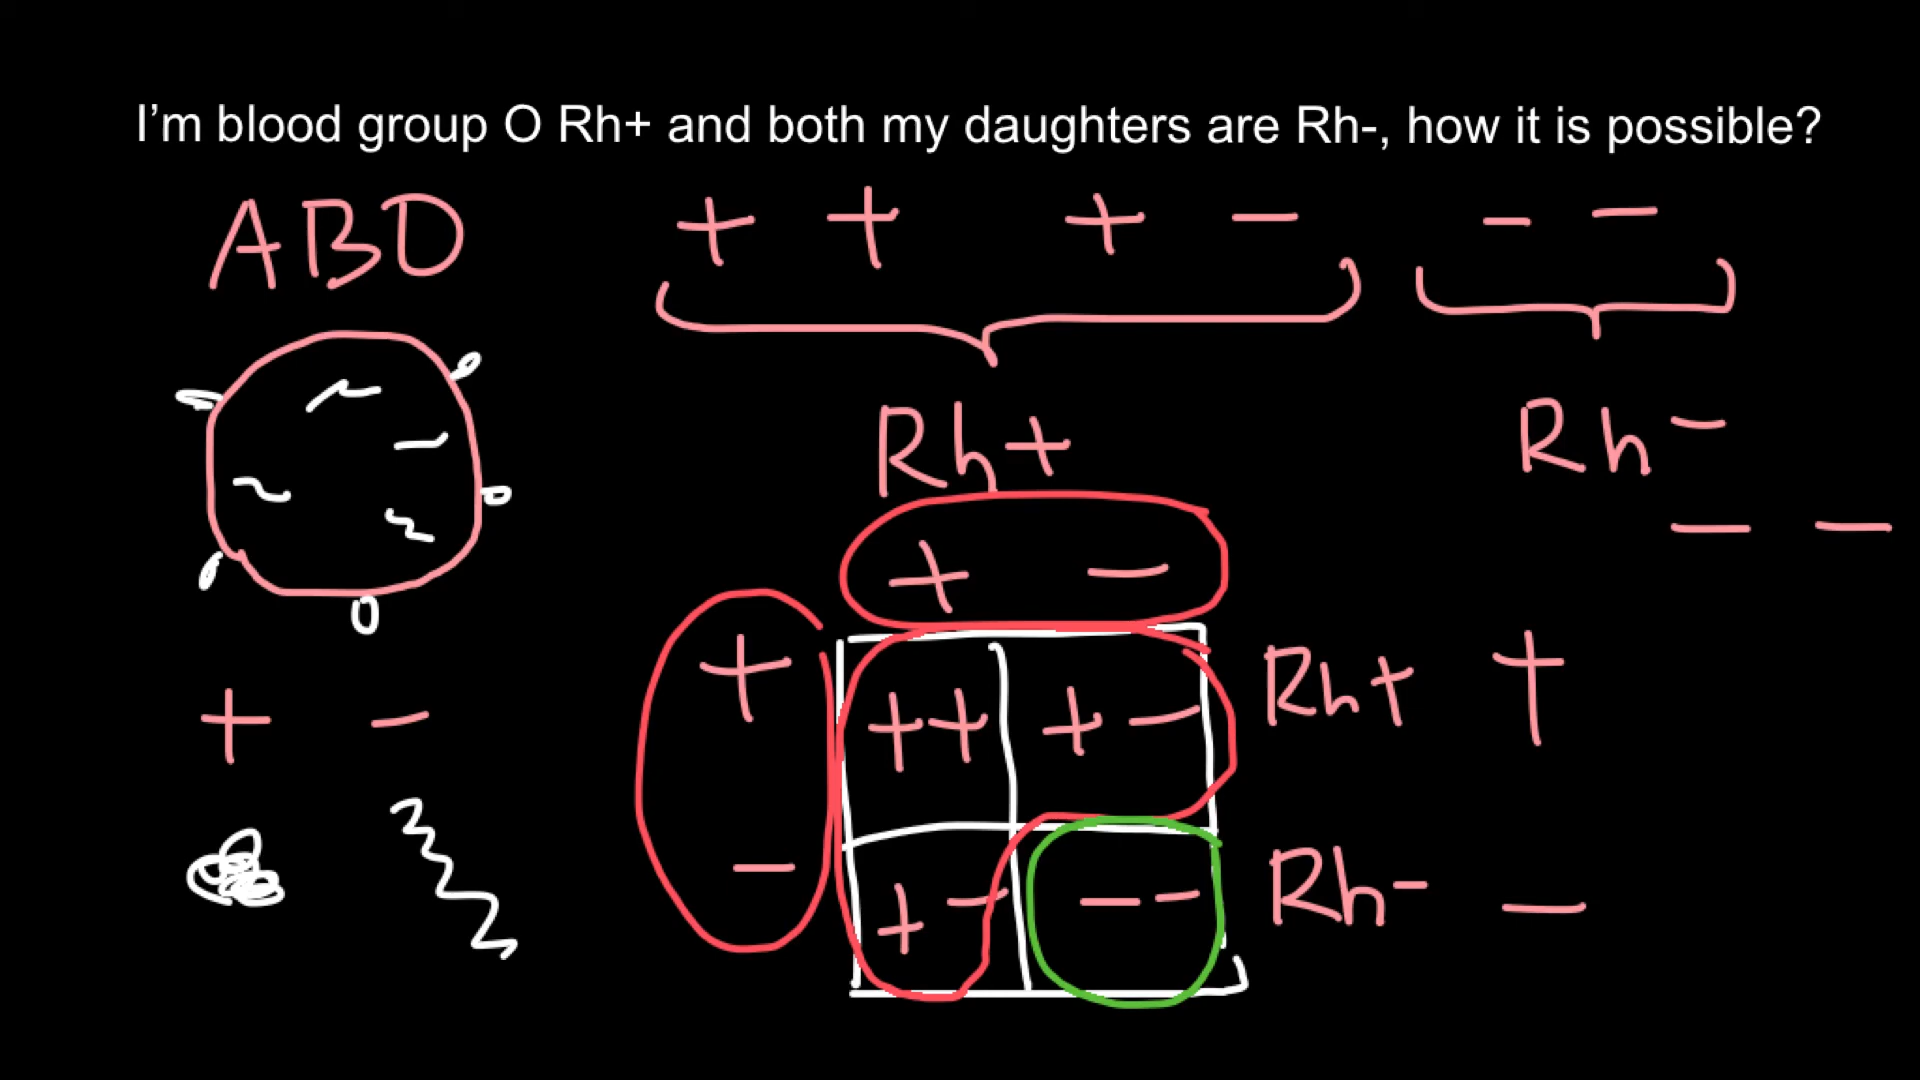 I’m blood group O Rh+ and both my daughters are Rh-, how it is possible?
ABO
+ + + - - -
Rh+
Rh-
- -
+ -
+
++ +-
Rh+ +
+ -
-
+- --
Rh- -